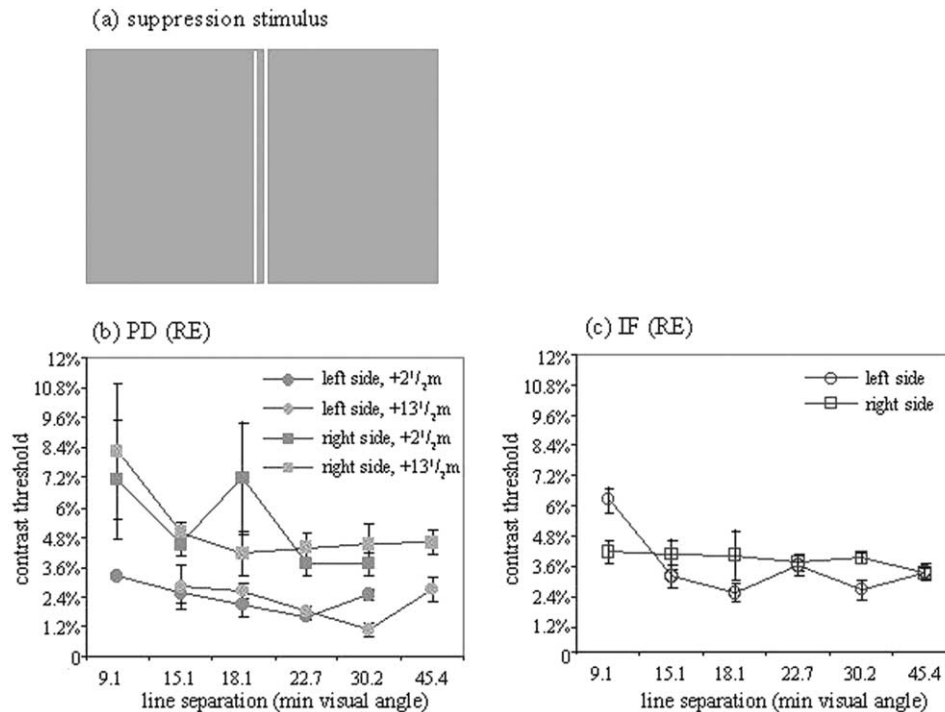 (a) suppression stimulus
(b) PD (RE)
12%
10.8%
9.6%
8.4%
7.2%
6%
4.8%
3.6%
2.4%
1.2%
0
contrast threshold
left side, +2¹/₂m
left side, +13¹/₂m
right side, +2¹/₂m
right side, +13¹/₂m
9.1 15.1 18.1 22.7 30.2 45.4
line separation (min visual angle)
(c) IF (RE)
12%
10.8%
9.6%
8.4%
7.2%
6%
4.8%
3.6%
2.4%
1.2%
0
contrast threshold
left side
right side
9.1 15.1 18.1 22.7 30.2 45.4
line separation (min visual angle)